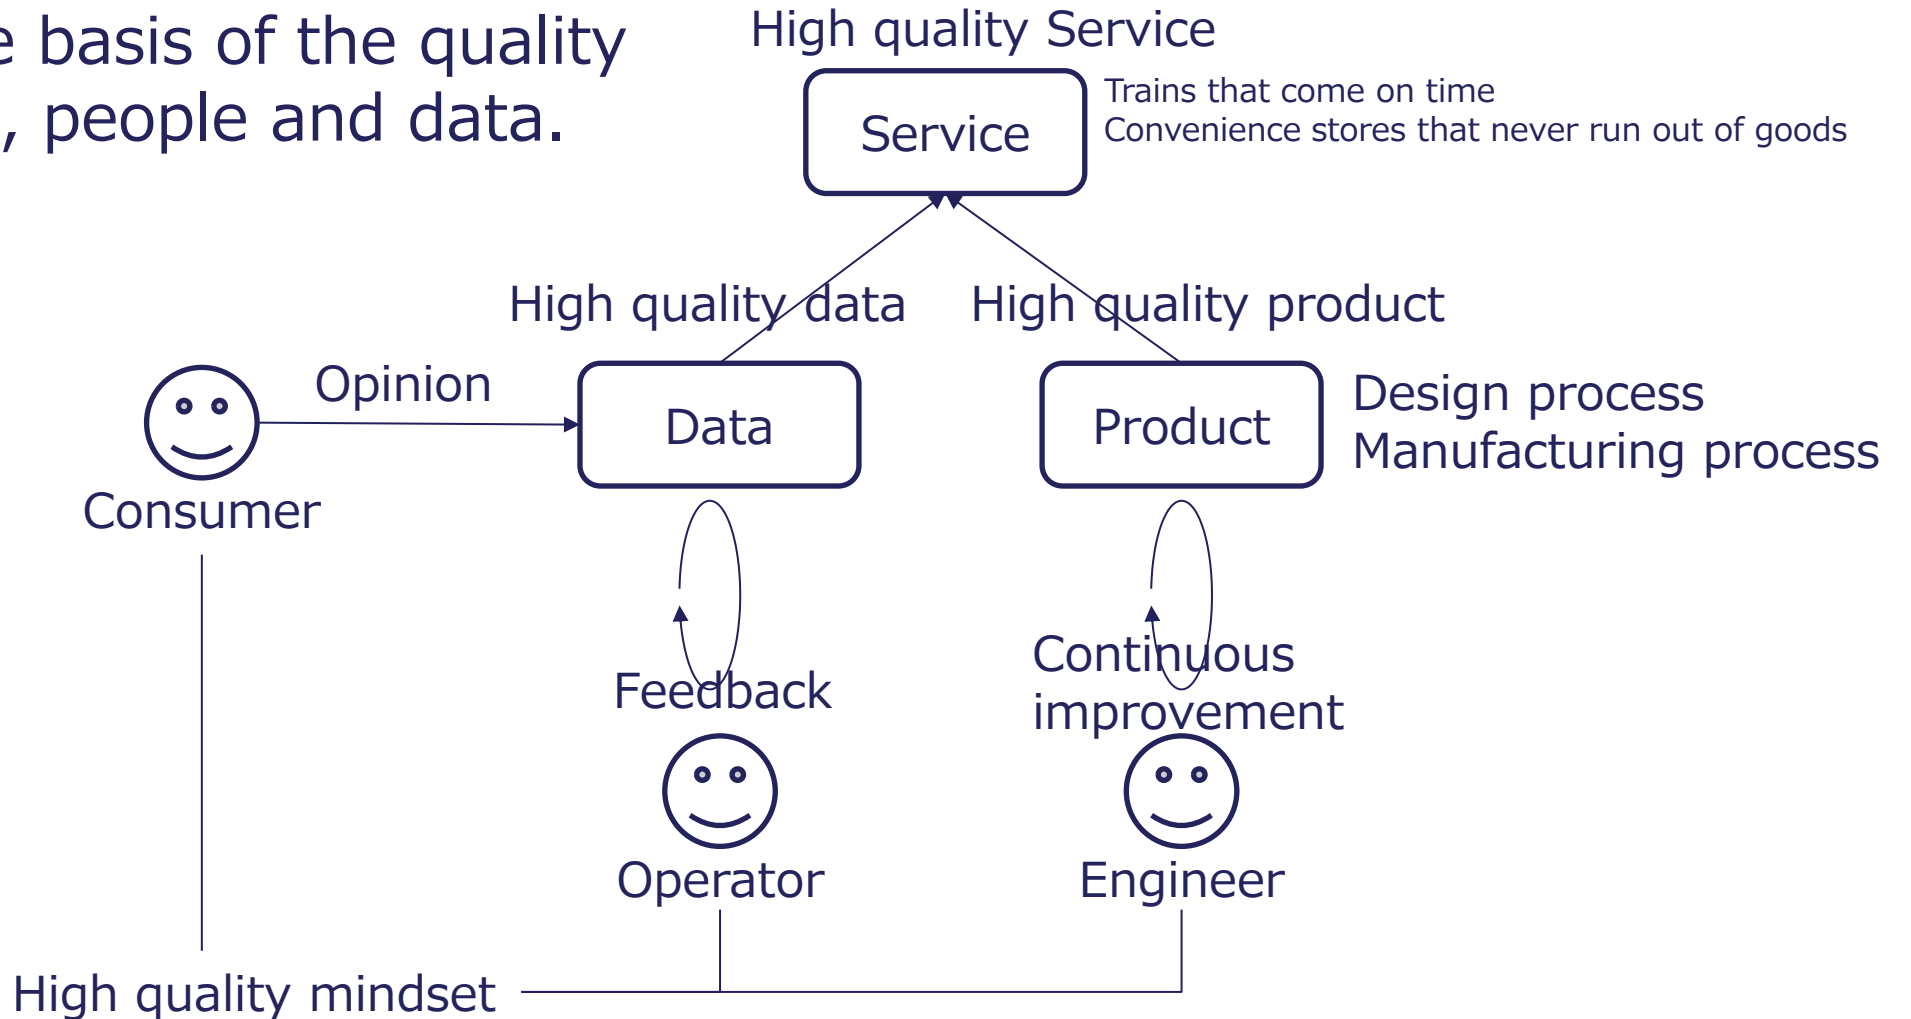 e basis of the quality
, people and data.
High quality Service
Service
Trains that come on time
Convenience stores that never run out of goods
High quality data
High quality product
Opinion
Data
Product
Design process
Manufacturing process
Consumer
Feedback
Continuous
improvement
Operator
Engineer
High quality mindset